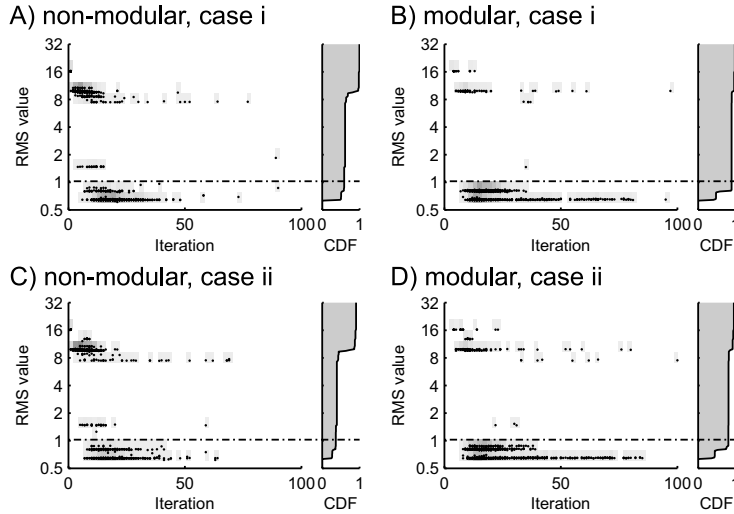 A) non-modular, case i
32
16
8
4
2
1
0.5
RMS value
0 50 100
Iteration
0 1
CDF
B) modular, case i
32
16
8
4
2
1
0.5
RMS value
0 50 100
Iteration
0 1
CDF
C) non-modular, case ii
32
16
8
4
2
1
0.5
RMS value
0 50 100
Iteration
0 1
CDF
D) modular, case ii
32
16
8
4
2
1
0.5
RMS value
0 50 100
Iteration
0 1
CDF